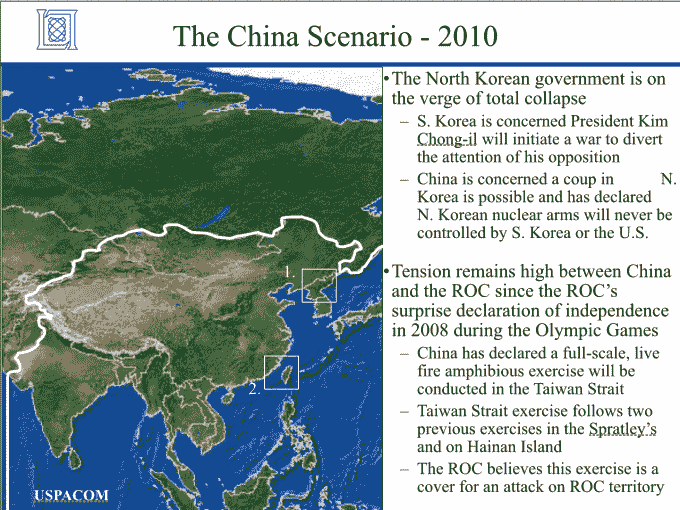 The China Scenario - 2010
•The North Korean government is on
the verge of total collapse
– S. Korea is concerned President Kim
Chong-il will initiate a war to divert
the attention of his opposition
– China is concerned a coup in N.
Korea is possible and has declared
N. Korean nuclear arms will never be
controlled by S. Korea or the U.S.
1.
•Tension remains high between China
and the ROC since the ROC’s
surprise declaration of independence
in 2008 during the Olympic Games
– China has declared a full-scale, live
fire amphibious exercise will be
conducted in the Taiwan Strait
2.
– Taiwan Strait exercise follows two
previous exercises in the Spratley’s
and on Hainan Island
– The ROC believes this exercise is a
cover for an attack on ROC territory
USPACOM